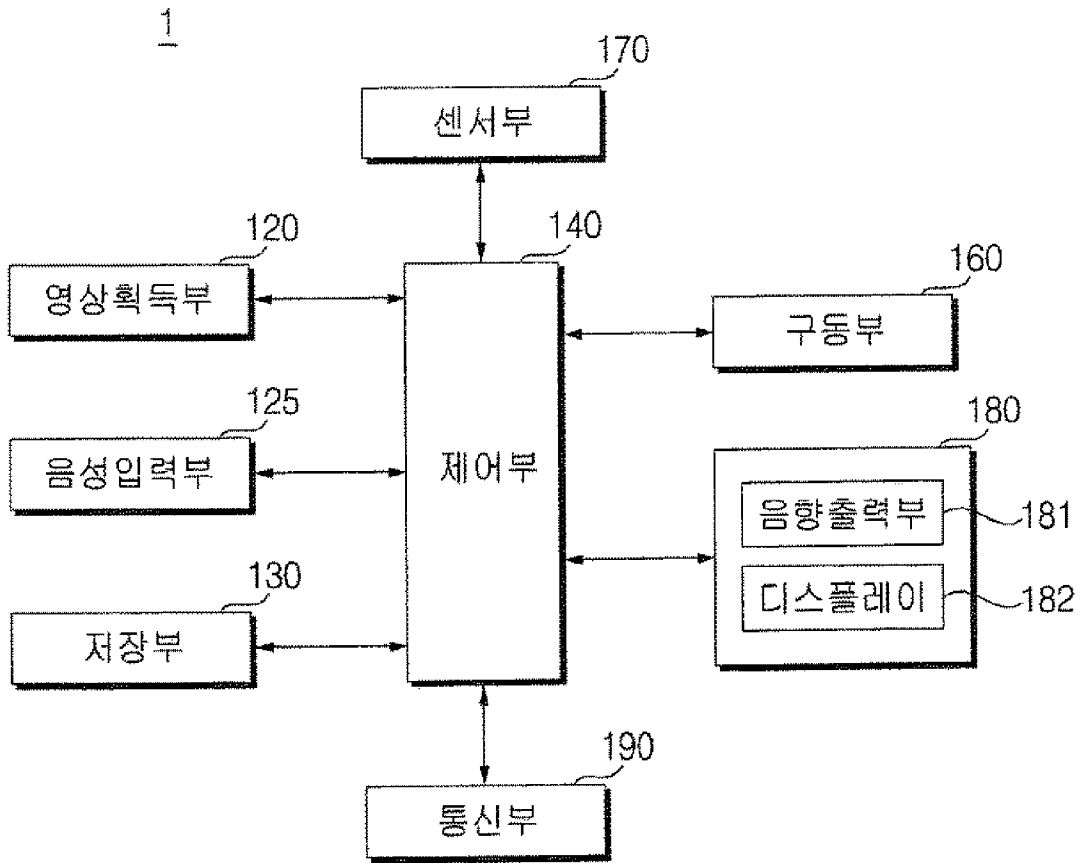 1
170
센서부
120
영상획득부
140
제어부
160
구동부
125
음성입력부
180
음향출력부
181
디스플레이
182
130
저장부
190
통신부